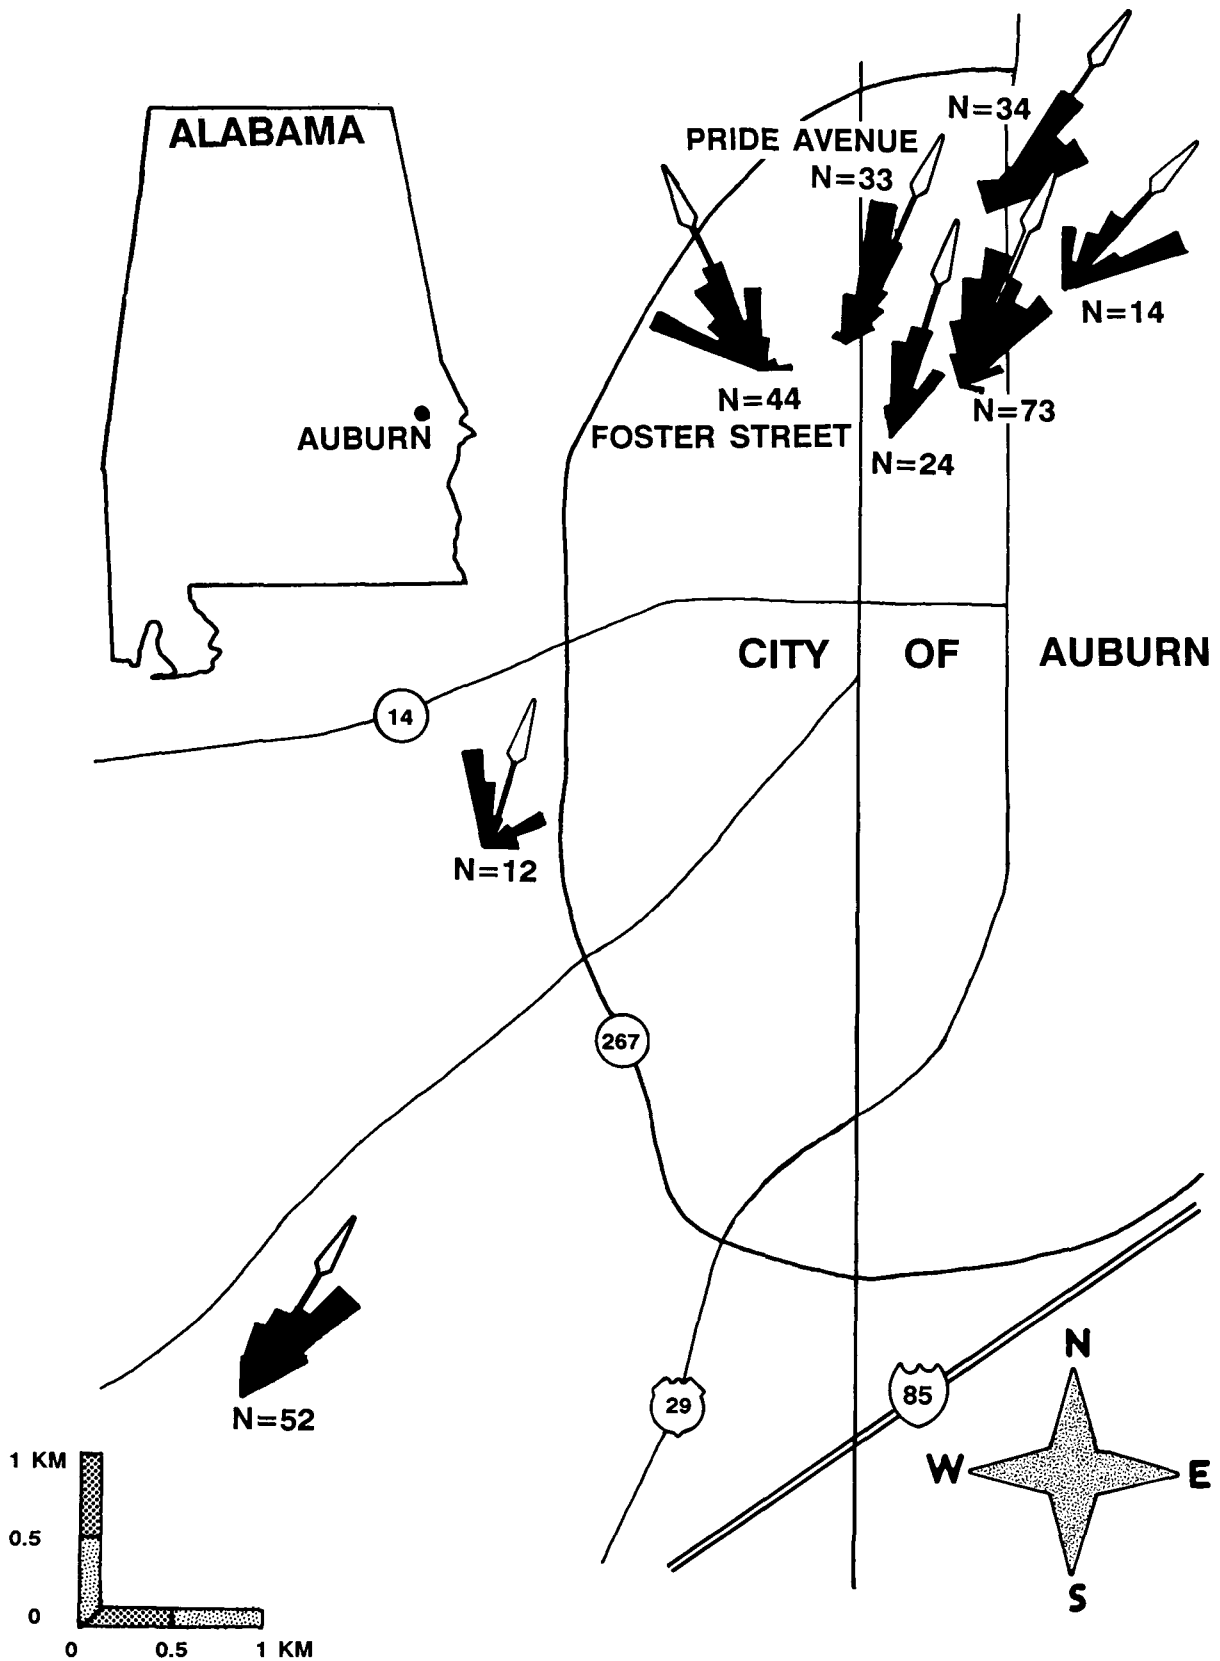 ALABAMA
AUBURN
N=34
PRIDE AVENUE
N=33
N=14
N=44
N=73
FOSTER STREET
N=24
CITY OF AUBURN
14
N=12
267
N=52
29
85
N
W E
S
1 KM
0.5
0
0 0.5 1 KM